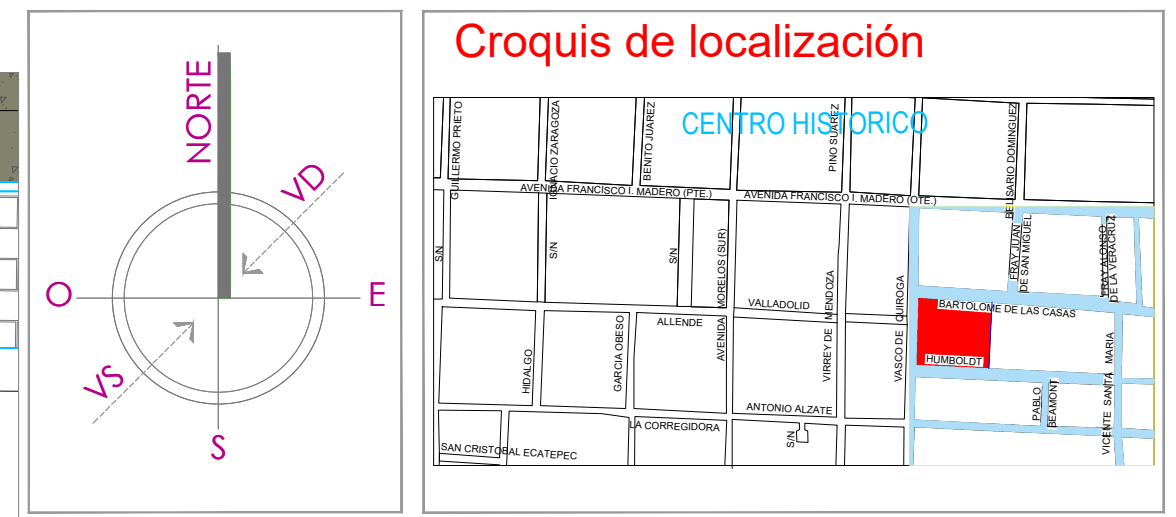 NORTE
VD
O
E
VS
S
Croquis de localización
CENTRO HISTORICO
GUILLERMO PRIETO
IGNACIO ZARAGOZA
BENITO JUAREZ
PINO SUAREZ
BELISARIO DOMINGUEZ
AVENIDA FRANCISCO I. MADERO (PTE.)
AVENIDA FRANCISCO I. MADERO (OTE.)
S/N
S/N
S/N
AVENIDA MORELOS (SUR)
VIRREY DE MENDOZA
VASCO DE QUIROGA
FRAY JUAN
DE SAN MIGUEL
FRAY ALONSO
DE LA VERACRUZ
VALLADOLID
BARTOLOME DE LAS CASAS
ALLENDE
HIDALGO
GARCIA OBESO
HUMBOLDT
VICENTE SANTA MARIA
PABLO
BEAMONT
ANTONIO ALZATE
LA CORREGIDORA
S/N
SAN CRISTOBAL ECATEPEC